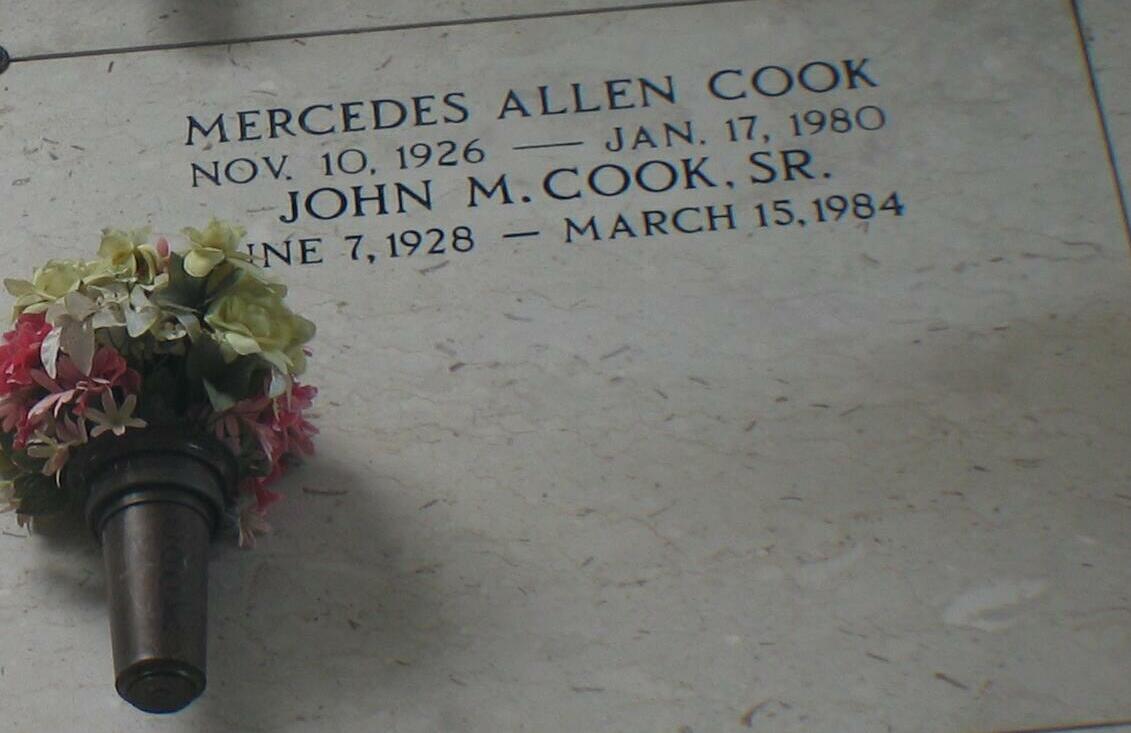 MERCEDES ALLEN COOK
NOV. 10, 1926 — JAN. 17, 1980
JOHN M. COOK, SR.
7, 1928 — MARCH 15, 1984